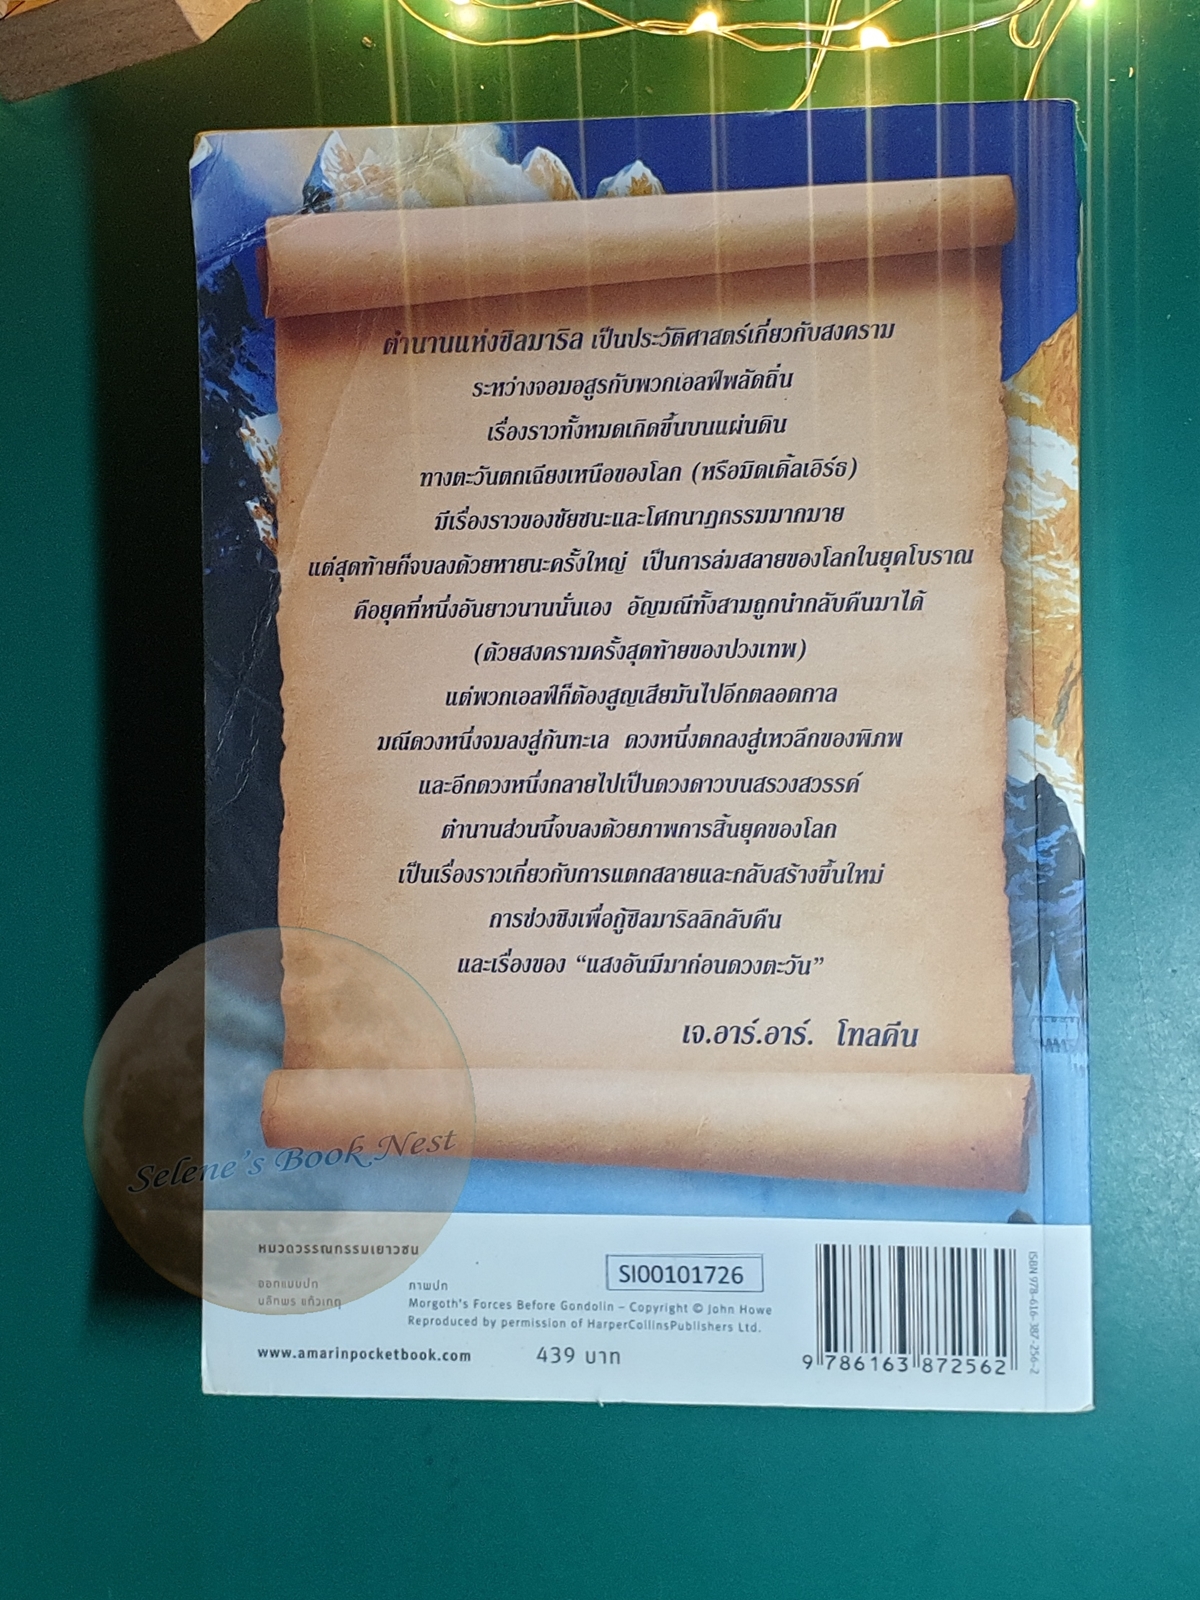 ตำนานแห่งซิลมาริล เป็นประวัติศาสตร์เกี่ยวกับสงคราม
ระหว่างจอมอสูรกับพวกเอลฟ์พลัดถิ่น
เรื่องราวทั้งหมดเกิดขึ้นบนแผ่นดิน
ทางตะวันตกเฉียงเหนือของโลก (หรือมิดเดิ้ลเอิร์ธ)
มีเรื่องราวของชัยชนะและโศกนาฏกรรมมากมาย
แต่สุดท้ายก็จบลงด้วยหายนะครั้งใหญ่ เป็นการล่มสลายของโลกในยุคโบราณ
คือยุคที่หนึ่งอันยาวนานนั่นเอง อัญมณีทั้งสามถูกนำกลับคืนมาได้
(ด้วยสงครามครั้งสุดท้ายของปวงเทพ)
แต่พวกเอลฟ์ก็ต้องสูญเสียมันไปอีกตลอดกาล
มณีดวงหนึ่งจมลงสู่ก้นทะเล ดวงหนึ่งตกลงสู่เหวลึกของพิภพ
และอีกดวงหนึ่งกลายไปเป็นดวงดาวบนสรวงสวรรค์
ตำนานส่วนนี้จบลงด้วยภาพการสิ้นยุคของโลก
เป็นเรื่องราวเกี่ยวกับการแตกสลายและกลับสร้างขึ้นใหม่
การช่วงชิงเพื่อกู้ซิลมาริลลิกลับคืน
และเรื่องของ “แสงอันมีมาก่อนดวงตะวัน”
เจ.อาร์.อาร์. โทลคีน
Selene's Book Nest
หมวดวรรณกรรมเยาวชน
ออกแบบปก
ภาพปก
Morgoth's Forces Before Gondolin – Copyright © John Howe
Reproduced by permission of HarperCollinsPublishers Ltd.
www.amarinpocketbook.com
439 บาท
SI00101726
ISBN 978-616-387-256-2
9 786163 872562